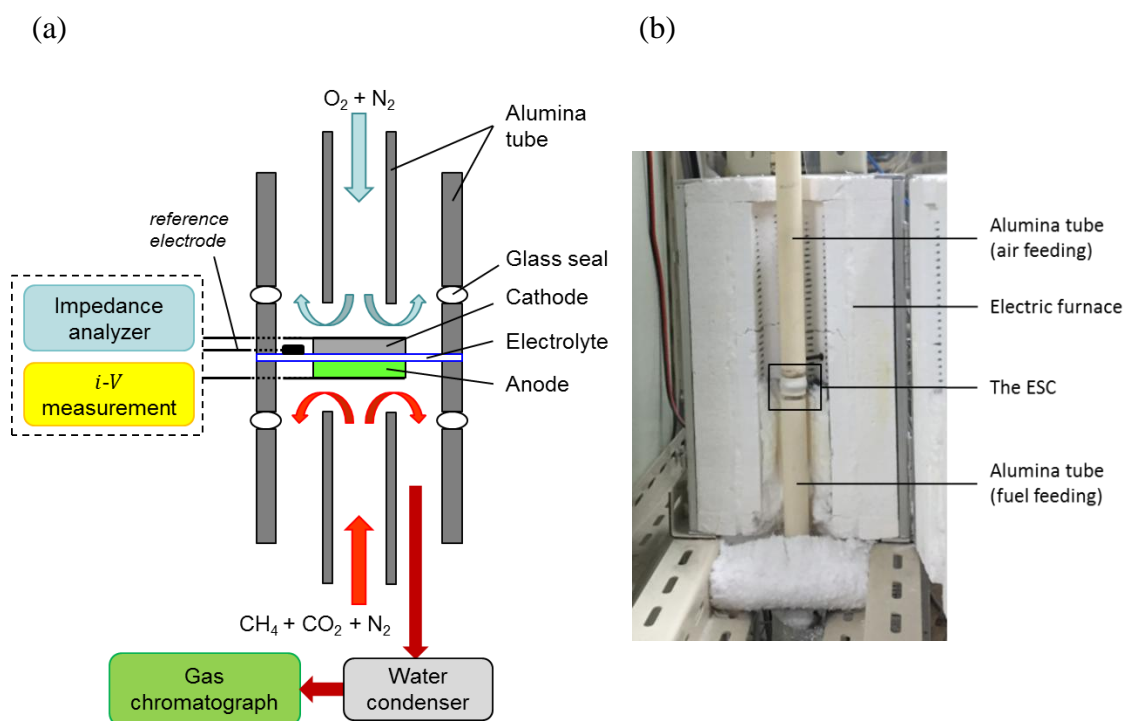 (a)
O₂ + N₂
Alumina
tube
reference
electrode
Glass seal
Impedance
analyzer
Cathode
Electrolyte
i-V
measurement
Anode
CH₄ + CO₂ + N₂
Gas
chromatograph
Water
condenser
(b)
Alumina tube
(air feeding)
Electric furnace
The ESC
Alumina tube
(fuel feeding)